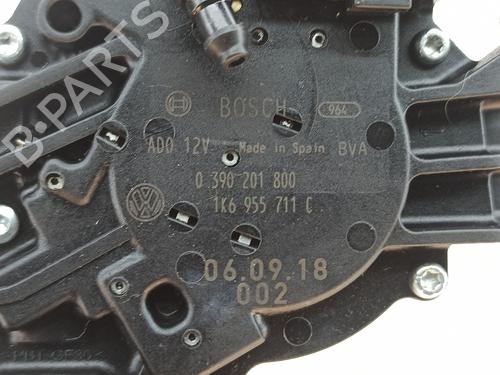 B-PARTS
BOSCH 964
ADO 12V Made in Spain BVA
0 390 201 800
1K6 955 711 C
06.09.18
002